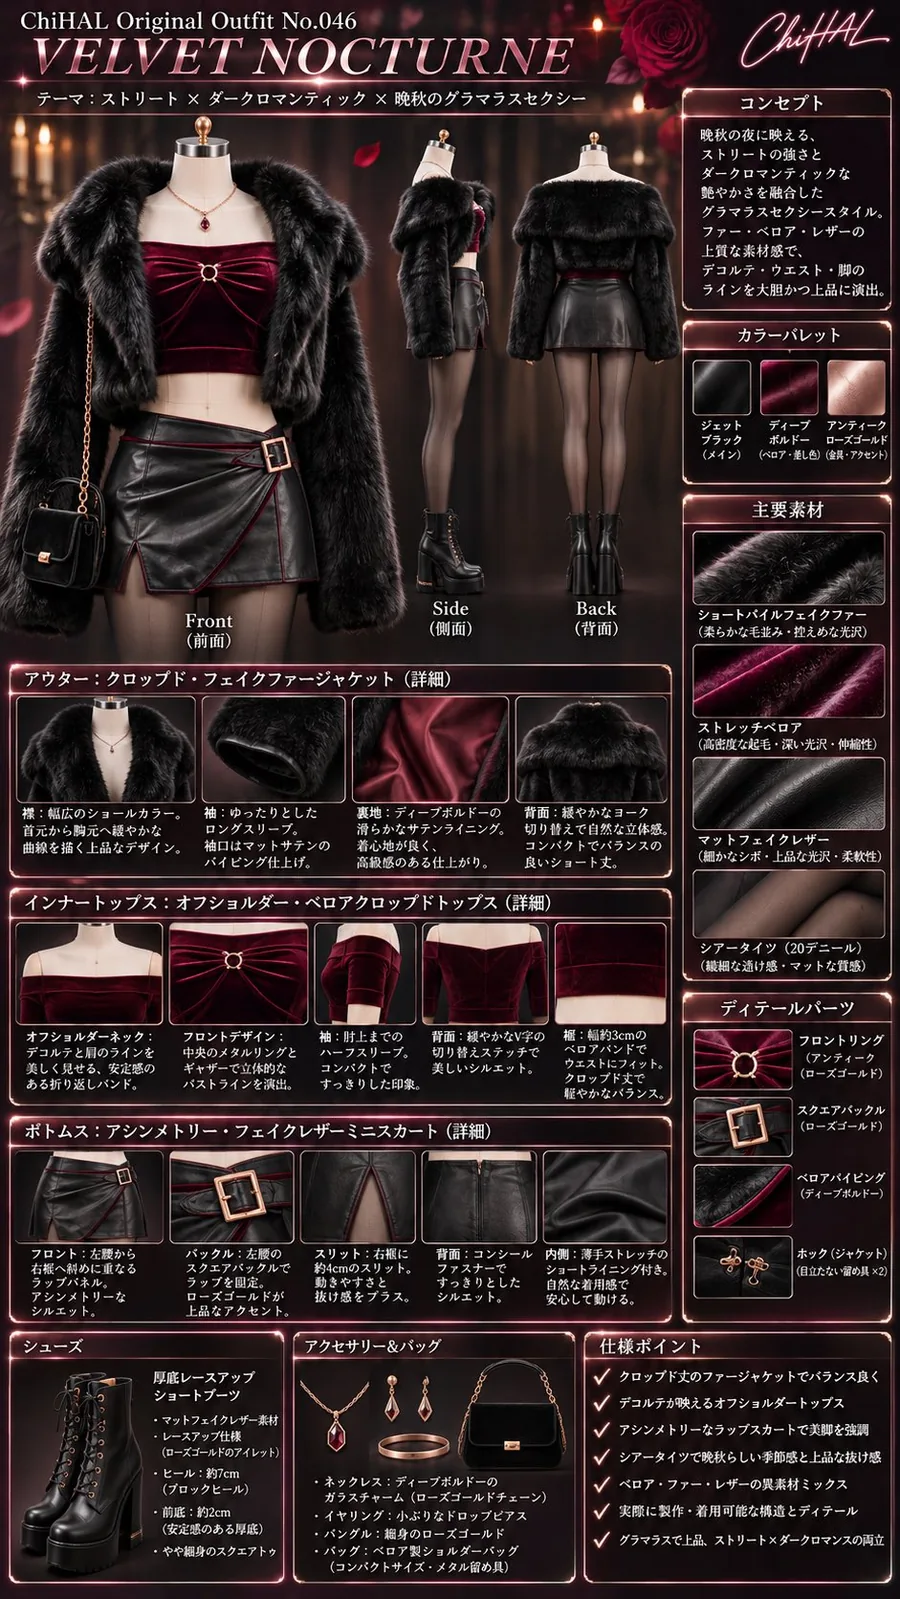 ChiHAL Original Outfit No.046
VELVET NOCTURNE
テーマ：ストリート × ダークロマンティック × 晩秋のグラマラスセクシー
ChiHAL
コンセプト
晩秋の夜に映える、
ストリートの強さと
ダークロマンティックな
艶やかさを融合した
グラマラスセクシースタイル。
ファー・ベロア・レザーの
上質な素材感で、
デコルテ・ウエスト・脚の
ラインを大胆かつ上品に演出。
Front
（前面）
Side
（側面）
Back
（背面）
カラーパレット
ジェット
ブラック
（メイン）
ディープ
ボルドー
（ベロア・差し色）
アンティーク
ローズゴールド
（金具・アクセント）
主要素材
ショートパイルフェイクファー
（柔らかな毛並み・控えめな光沢）
ストレッチベロア
（高密度な起毛・深い光沢・伸縮性）
マットフェイクレザー
（細かなシボ・上品な光沢・柔軟性）
シアータイツ（20デニール）
（繊細な透け感・マットな質感）
アウター：クロップド・フェイクファージャケット（詳細）
襟：幅広のショールカラー。
首元から胸元へ緩やかな
曲線を描く上品なデザイン。
袖：ゆったりとした
ロングスリーブ。
袖口はマットサテンの
パイピング仕上げ。
裏地：ディープボルドーの
滑らかなサテンライニング。
着心地が良く、
高級感のある仕上がり。
背面：緩やかなヨーク
切り替えで自然な立体感。
コンパクトでバランスの
良いショート丈。
インナートップス：オフショルダー・ベロアクロップドトップス（詳細）
オフショルダーネック：
デコルテと肩のラインを
美しく見せる、安定感の
ある折り返しバンド。
フロントデザイン：
中央のメタルリングと
ギャザーで立体的な
バストラインを演出。
袖：肘上までの
ハーフスリーブ。
コンパクトで
すっきりした印象。
背面：緩やかなV字の
切り替えステッチで
美しいシルエット。
裾：幅約3cmの
ベロアバンドで
ウエストにフィット。
クロップド丈で
軽やかなバランス。
ボトムス：アシンメトリー・フェイクレザーミニスカート（詳細）
フロント：左腰から
右裾へ斜めに重なる
ラップパネル。
アシンメトリーな
シルエット。
バックル：左腰の
スクエアバックルで
ラップを固定。
ローズゴールドが
上品なアクセント。
スリット：右裾に
約4cmのスリット。
動きやすさと
抜け感をプラス。
背面：コンシール
ファスナーで
すっきりとした
シルエット。
内側：薄手ストレッチの
ショートライニング付き。
自然な着用感で
安心して動ける。
ディテールパーツ
フロントリング
（アンティーク
（ローズゴールド）
スクエアバックル
（ローズゴールド）
ベロアパイピング
（ディープボルドー）
ホック（ジャケット）
（目立たない留め具 ×2）
シューズ
厚底レースアップ
ショートブーツ
・マットフェイクレザー素材
・レースアップ仕様
（ローズゴールドのアイレット）
・ヒール：約7cm
（ブロックヒール）
・前底：約2cm
（安定感のある厚底）
・やや細身のスクエアトゥ
アクセサリー&バッグ
・ネックレス：ディープボルドーの
ガラスチャーム（ローズゴールドチェーン）
・イヤリング：小ぶりなドロップピアス
・バングル：細身のローズゴールド
・バッグ：ベロア製ショルダーバッグ
（コンパクトサイズ・メタル留め具）
仕様ポイント
✓ クロップド丈のファージャケットでバランス良く
✓ デコルテが映えるオフショルダートップス
✓ アシンメトリーなラップスカートで美脚を強調
✓ シアータイツで晩秋らしい季節感と上品な抜け感
✓ ベロア・ファー・レザーの異素材ミックス
✓ 実際に製作・着用可能な構造とディテール
✓ グラマラスで上品、ストリート×ダークロマンスの両立